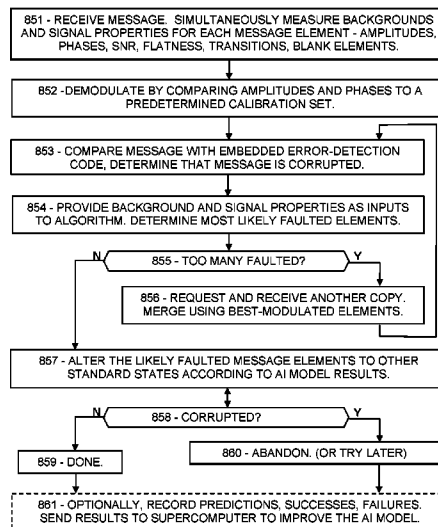 851 - RECEIVE MESSAGE. SIMULTANEOUSLY MEASURE BACKGROUNDS
AND SIGNAL PROPERTIES FOR EACH MESSAGE ELEMENT - AMPLITUDES,
PHASES, SNR, FLATNESS, TRANSITIONS, BLANK ELEMENTS.
852 -DEMODULATE BY COMPARING AMPLITUDES AND PHASES TO A
PREDETERMINED CALIBRATION SET.
853 - COMPARE MESSAGE WITH EMBEDDED ERROR-DETECTION
CODE, DETERMINE THAT MESSAGE IS CORRUPTED.
854 - PROVIDE BACKGROUND AND SIGNAL PROPERTIES AS INPUTS
TO ALGORITHM. DETERMINE MOST LIKELY FAULTED ELEMENTS.
N 855 - TOO MANY FAULTED? Y
856 - REQUEST AND RECEIVE ANOTHER COPY.
MERGE USING BEST-MODULATED ELEMENTS.
857 - ALTER THE LIKELY FAULTED MESSAGE ELEMENTS TO OTHER
STANDARD STATES ACCORDING TO AI MODEL RESULTS.
N 858 - CORRUPTED? Y
859 - DONE.
860 - ABANDON. (OR TRY LATER)
861 - OPTIONALLY, RECORD PREDICTIONS, SUCCESSES, FAILURES.
SEND RESULTS TO SUPERCOMPUTER TO IMPROVE THE AI MODEL.